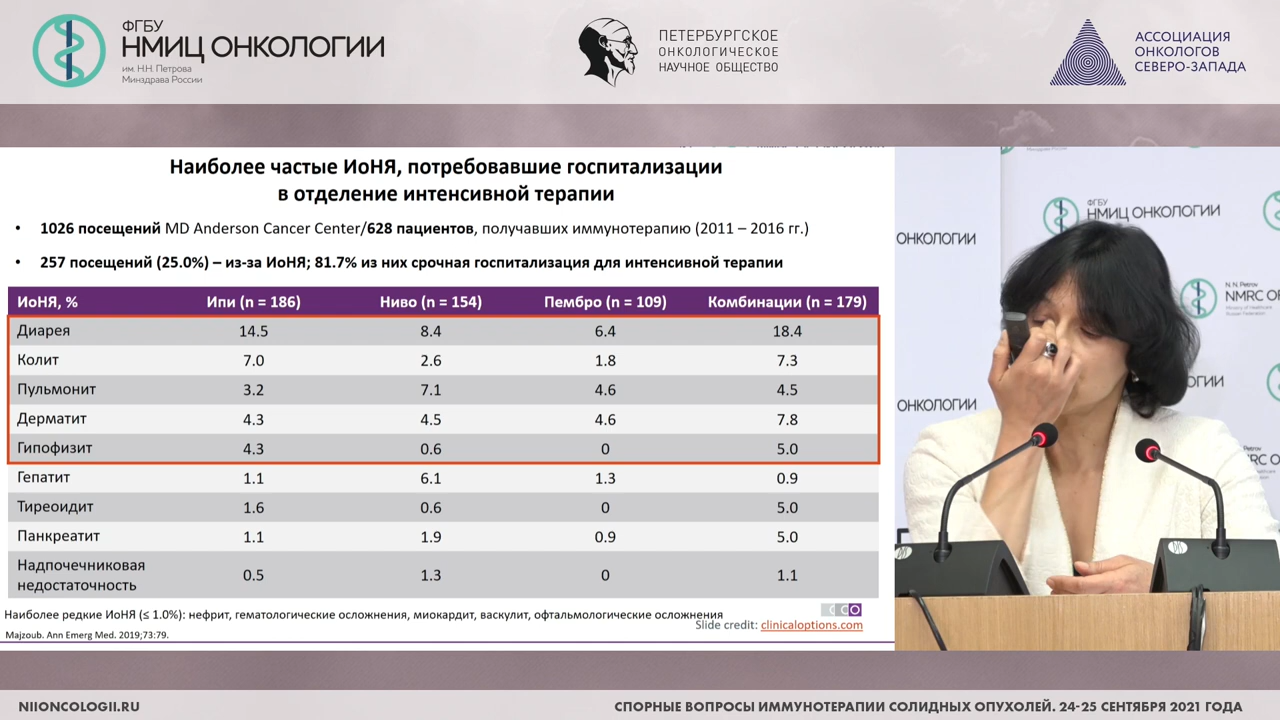 ФГБУ
НМИЦ ОНКОЛОГИИ
им. Н.Н. Петрова
Минздрава России
ПЕТЕРБУРГСКОЕ
ОНКОЛОГИЧЕСКОЕ
НАУЧНОЕ ОБЩЕСТВО
АССОЦИАЦИЯ
ОНКОЛОГОВ
СЕВЕРО-ЗАПАДА
Наиболее частые ИоНЯ, потребовавшие госпитализации
в отделение интенсивной терапии
• 1026 посещений MD Anderson Cancer Center/628 пациентов, получавших иммунотерапию (2011 – 2016 гг.)
• 257 посещений (25.0%) – из-за ИоНЯ; 81.7% из них срочная госпитализация для интенсивной терапии
ИоНЯ, % Ипи (n = 186) Ниво (n = 154) Пембро (n = 109) Комбинации (n = 179)
Диарея 14.5 8.4 6.4 18.4
Колит 7.0 2.6 1.8 7.3
Пульмонит 3.2 7.1 4.6 4.5
Дерматит 4.3 4.5 4.6 7.8
Гипофизит 4.3 0.6 0 5.0
Гепатит 1.1 6.1 1.3 0.9
Тиреоидит 1.6 0.6 0 5.0
Панкреатит 1.1 1.9 0.9 5.0
Надпочечниковая
недостаточность 0.5 1.3 0 1.1
Наиболее редкие ИоНЯ (≤ 1.0%): нефрит, гематологические осложнения, миокардит, васкулит, офтальмологические осложнения
Slide credit: clinicaloptions.com
Majzoub. Ann Emerg Med. 2019;73:79.
ФГБУ
НМИЦ ОНКОЛОГИИ
ОНКОЛОГИИ
N.N. Petrov
NMRC
ОНКОЛОГИИ
NIIONCOLOGII.RU
СПОРНЫЕ ВОПРОСЫ ИММУНОТЕРАПИИ СОЛИДНЫХ ОПУХОЛЕЙ. 24-25 СЕНТЯБРЯ 2021 ГОДА